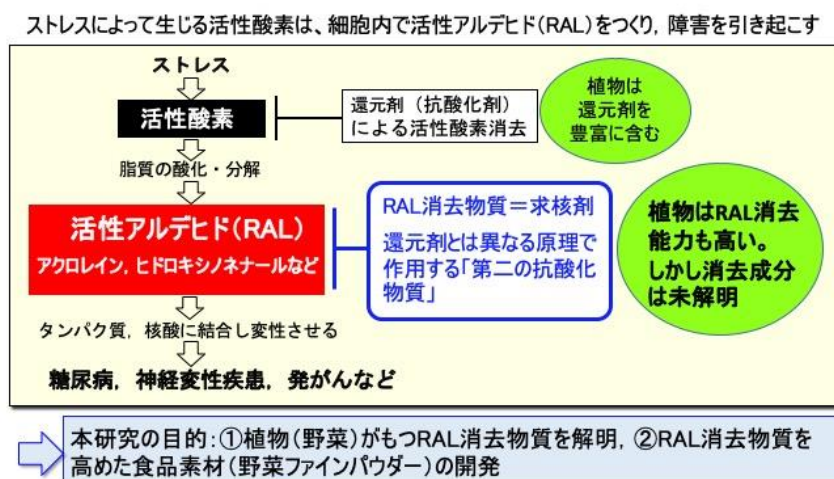 ストレスによって生じる活性酸素は、細胞内で活性アルデヒド(RAL)をつくり, 障害を引き起こす
ストレス
活性酸素
還元剤（抗酸化剤）
による活性酸素消去
植物は
還元剤を
豊富に含む
脂質の酸化・分解
活性アルデヒド(RAL)
アクロレイン, ヒドロキシノネナールなど
RAL消去物質＝求核剤
還元剤とは異なる原理で
作用する「第二の抗酸化
物質」
植物はRAL消去
能力も高い。
しかし消去成分
は未解明
タンパク質, 核酸に結合し変性させる
糖尿病, 神経変性疾患, 発がんなど
本研究の目的:①植物(野菜)がもつRAL消去物質を解明, ②RAL消去物質を
高めた食品素材(野菜ファインパウダー)の開発